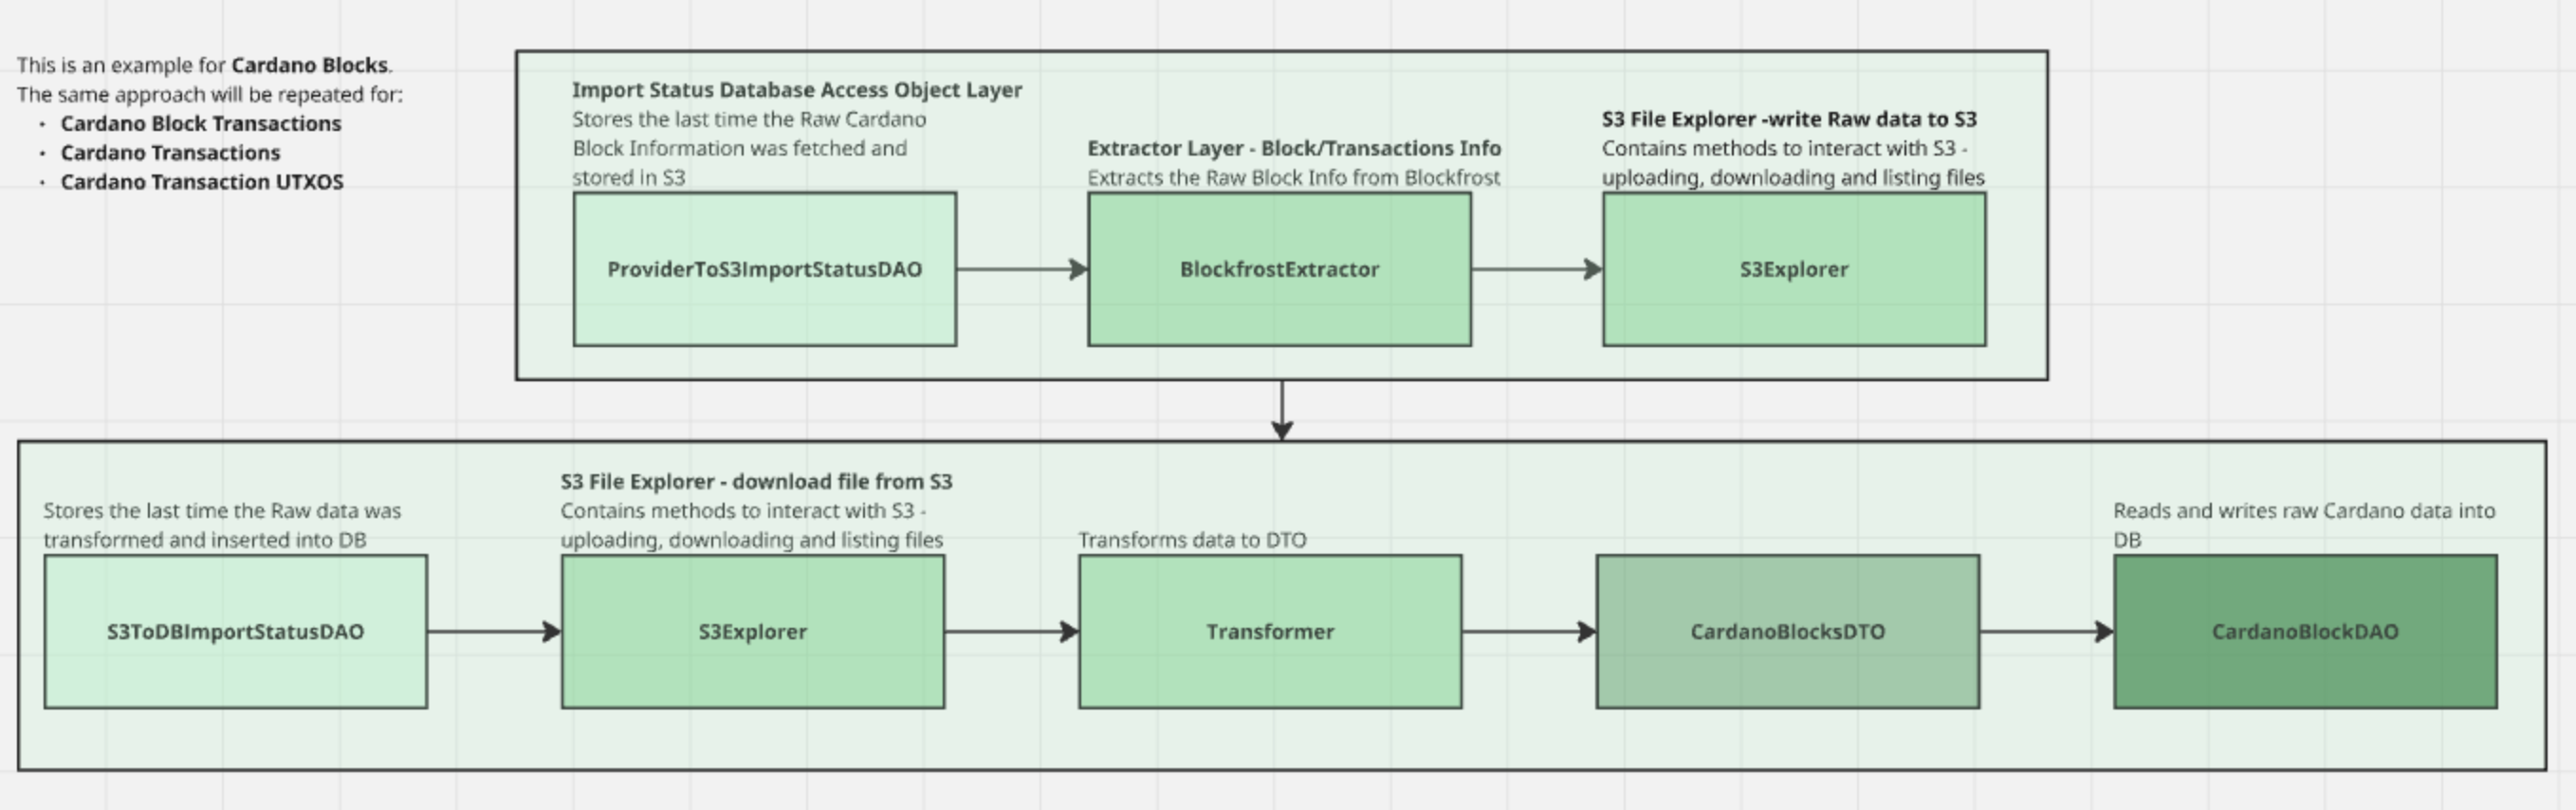 This is an example for Cardano Blocks.
The same approach will be repeated for:
• Cardano Block Transactions
• Cardano Transactions
• Cardano Transaction UTXOS
Import Status Database Access Object Layer
Stores the last time the Raw Cardano
Block Information was fetched and
stored in S3
ProviderToS3ImportStatusDAO
Extractor Layer - Block/Transactions Info
Extracts the Raw Block Info from Blockfrost
BlockfrostExtractor
S3 File Explorer -write Raw data to S3
Contains methods to interact with S3 -
uploading, downloading and listing files
S3Explorer
Stores the last time the Raw data was
transformed and inserted into DB
S3ToDBImportStatusDAO
S3 File Explorer - download file from S3
Contains methods to interact with S3 -
uploading, downloading and listing files
S3Explorer
Transforms data to DTO
Transformer
CardanoBlocksDTO
Reads and writes raw Cardano data into
DB
CardanoBlockDAO